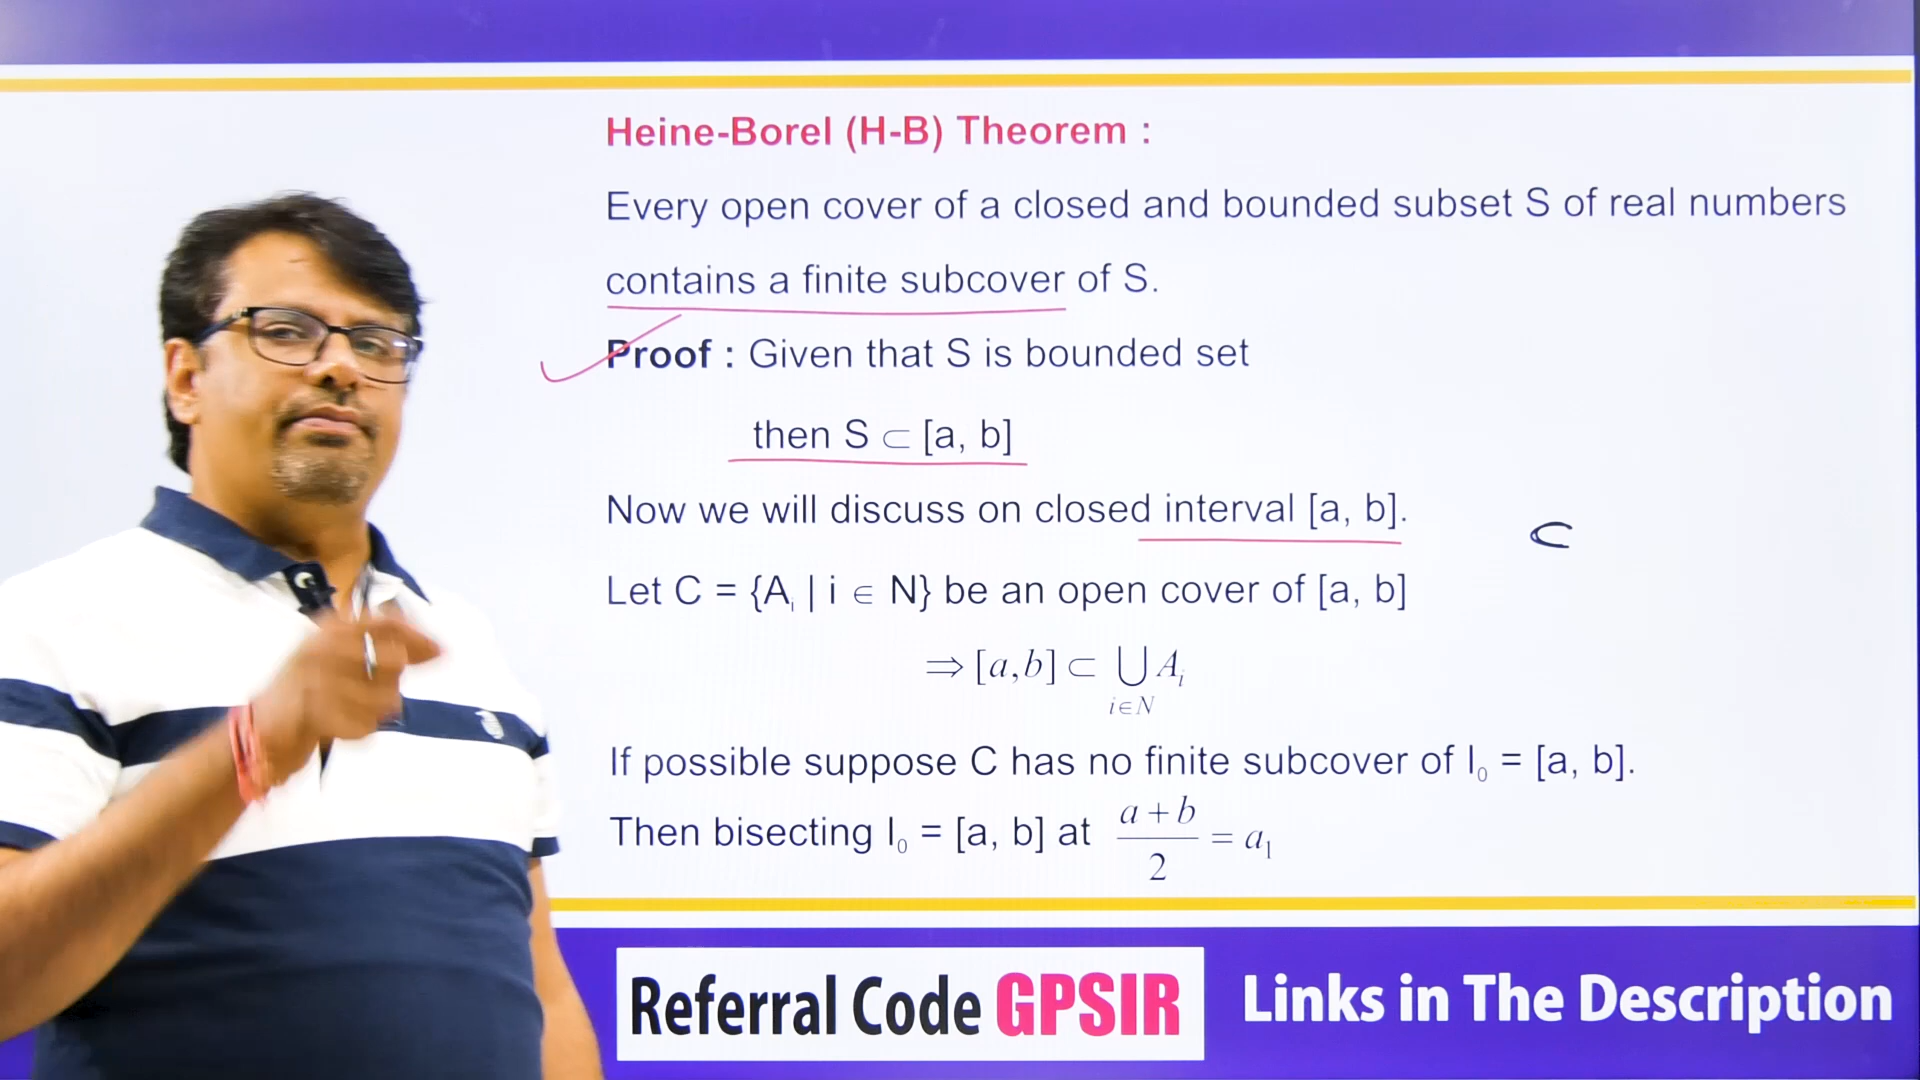 Heine-Borel (H-B) Theorem :
Every open cover of a closed and bounded subset S of real numbers
contains a finite subcover of S.
Proof : Given that S is bounded set
then S ⊂ [a, b]
Now we will discuss on closed interval [a, b].
⊂
Let C = {Aᵢ | i ∈ N} be an open cover of [a, b]
⇒ [a,b] ⊂ ⋃ Aᵢ
i∈N
If possible suppose C has no finite subcover of I₀ = [a, b].
Then bisecting I₀ = [a, b] at (a + b)/2 = a₁
Referral Code GPSIR
Links in The Description